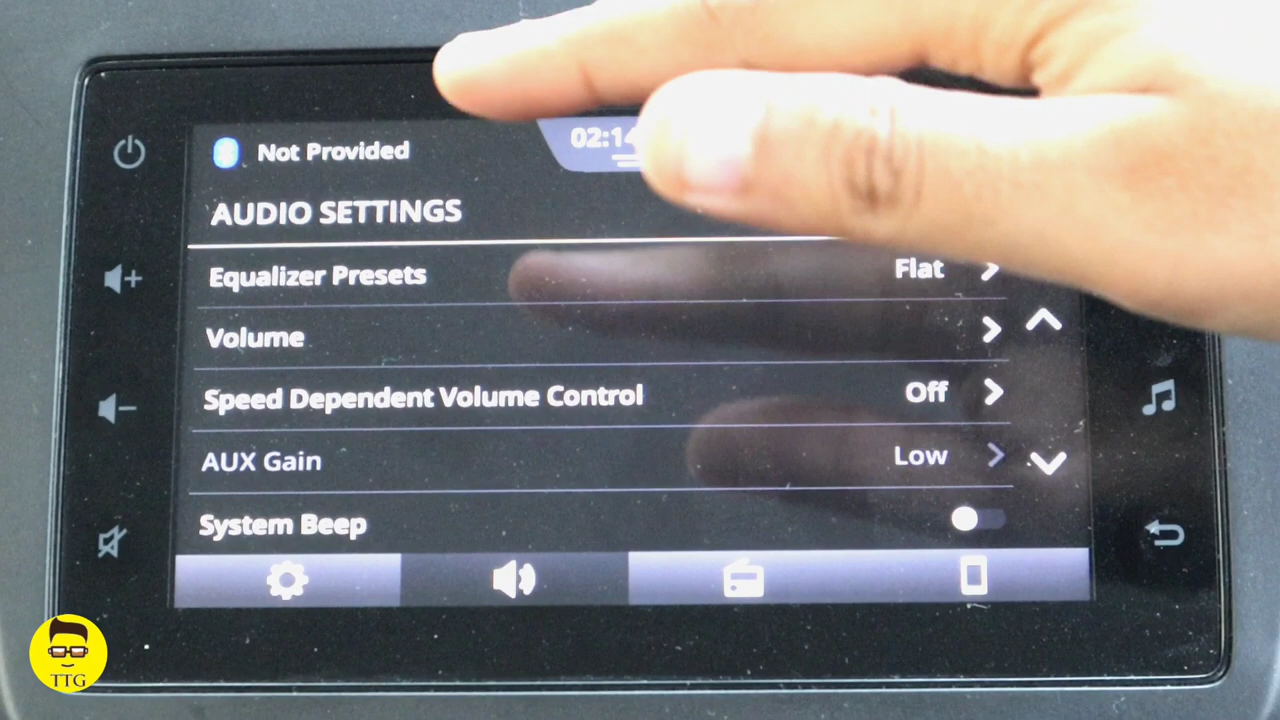 Not Provided
02:14
AUDIO SETTINGS
Equalizer Presets Flat
Volume
Speed Dependent Volume Control Off
AUX Gain Low
System Beep
TTG